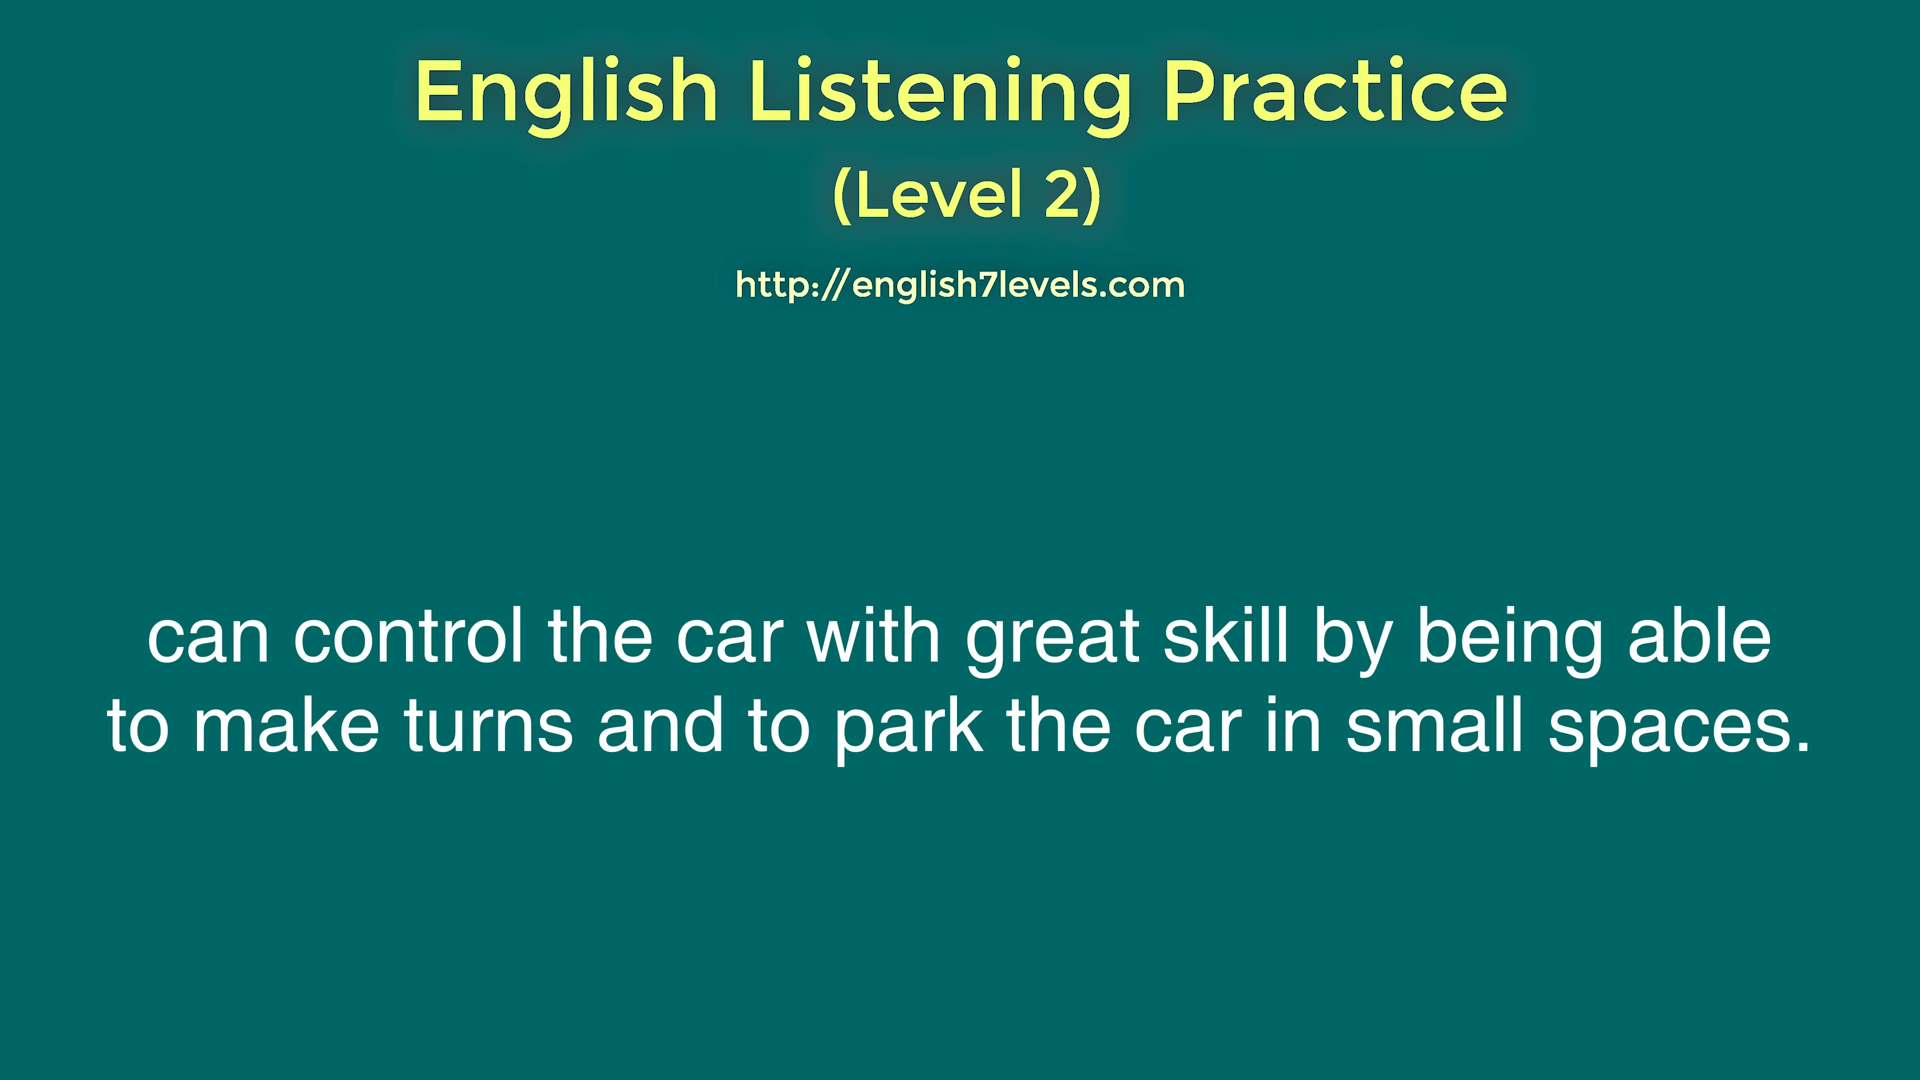 English Listening Practice
(Level 2)
http://english7levels.com
can control the car with great skill by being able
to make turns and to park the car in small spaces.